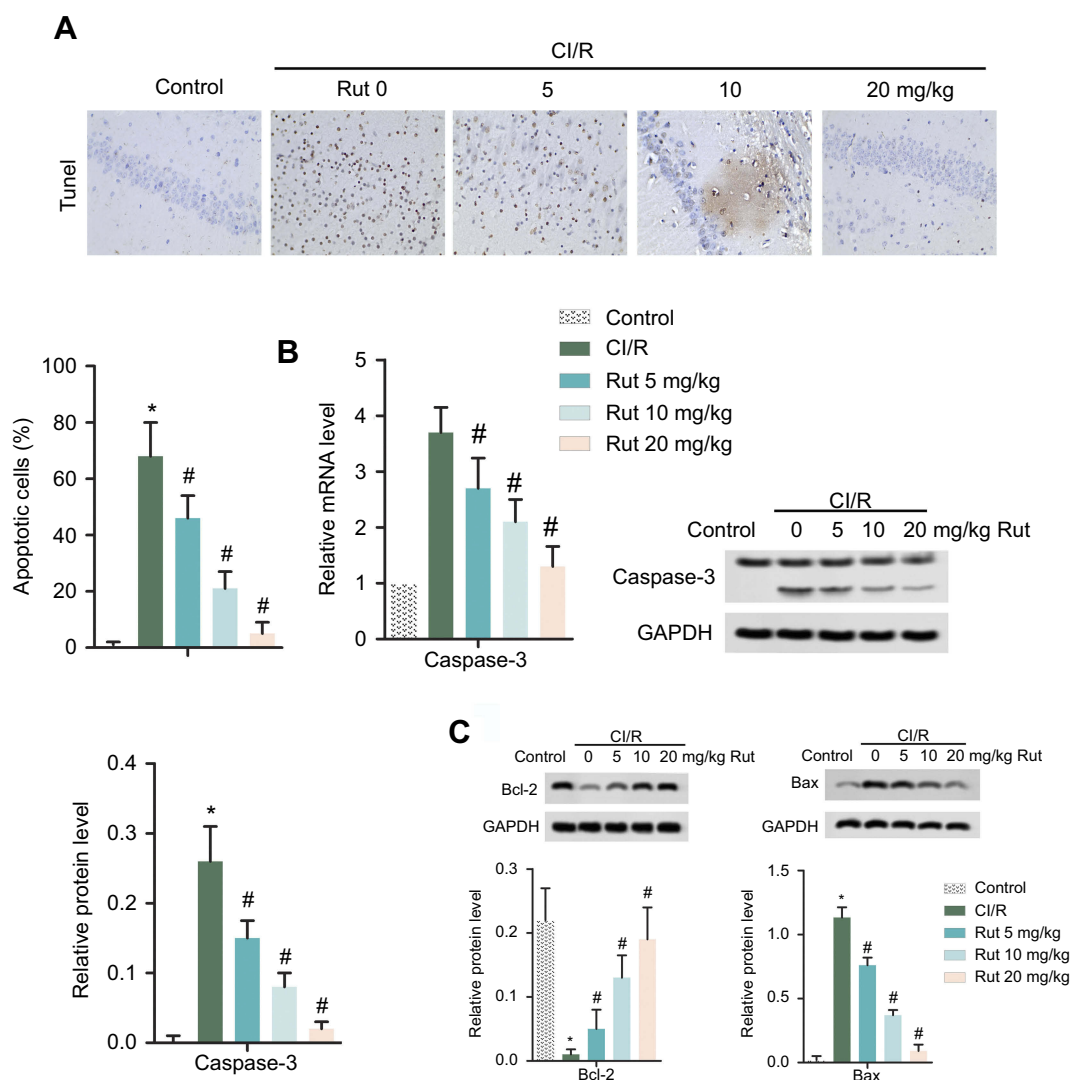 A
CI/R
Control Rut 0 5 10 20 mg/kg
Tunel
Apoptotic cells (%)
100
80
60
40
20
0
*
#
#
#
B
Relative mRNA level
5
4
3
2
1
0
#
#
#
Caspase-3
Control
CI/R
Rut 5 mg/kg
Rut 10 mg/kg
Rut 20 mg/kg
CI/R
Control 0 5 10 20 mg/kg Rut
Caspase-3
GAPDH
Relative protein level
0.4
0.3
0.2
0.1
0.0
*
#
#
#
Caspase-3
C
CI/R
Control 0 5 10 20 mg/kg Rut
Bcl-2
GAPDH
Relative protein level
0.3
0.2
0.1
0.0
*
#
#
#
Bcl-2
CI/R
Control 0 5 10 20 mg/kg Rut
Bax
GAPDH
Relative protein level
1.5
1.0
0.5
0.0
*
#
#
#
Bax
Control
CI/R
Rut 5 mg/kg
Rut 10 mg/kg
Rut 20 mg/kg